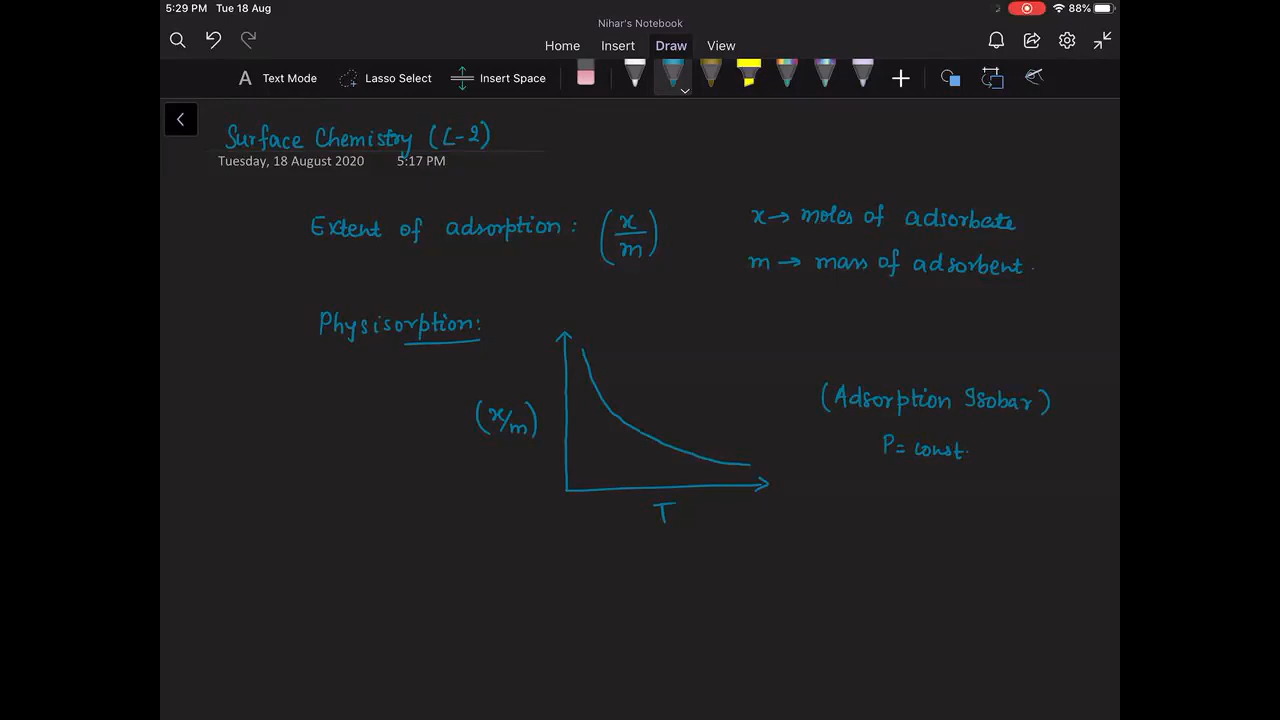 5:29 PM Tue 18 Aug
88%
Nihar's Notebook
Home Insert Draw View
A Text Mode Lasso Select Insert Space
Surface Chemistry (L-2)
Tuesday, 18 August 2020 5:17 PM
Extent of adsorption : (x/m)
x → moles of adsorbate
m → mass of adsorbent.
Physisorption:
(x/m)
T
(Adsorption Isobar)
P = const.